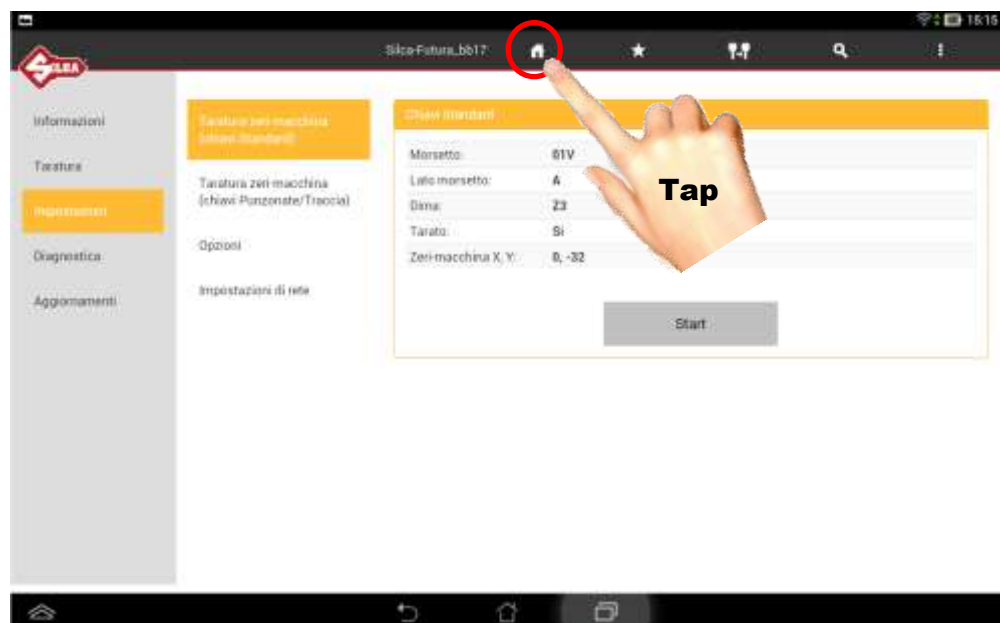 15:15
SILCA
Silca-Futura_bb17
Informazioni
Taratura
Impostazioni
Diagnostica
Aggiornamenti
Taratura zeri-macchina
(chiavi Standard)
Taratura zeri-macchina
(chiavi Punzonate/Traccia)
Opzioni
Impostazioni di rete
Chiavi Standard
Morsetto: 01V
Lato morsetto: A
Dima: Z3
Tarato: Si
Zeri-macchina X, Y: 0, -32
Start
Tap